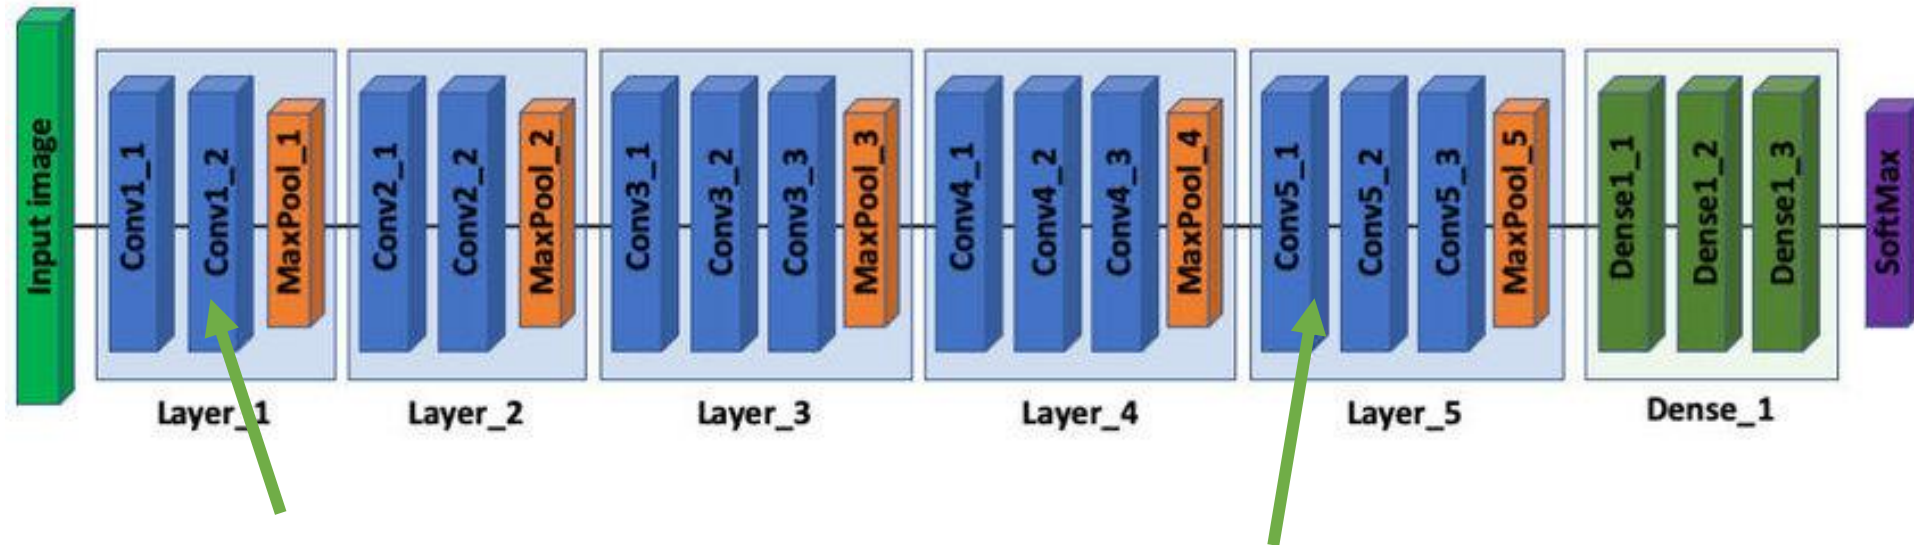 Input image
Conv1_1
Conv1_2
MaxPool_1
Layer_1
Conv2_1
Conv2_2
MaxPool_2
Layer_2
Conv3_1
Conv3_2
Conv3_3
MaxPool_3
Layer_3
Conv4_1
Conv4_2
Conv4_3
MaxPool_4
Layer_4
Conv5_1
Conv5_2
Conv5_3
MaxPool_5
Layer_5
Dense1_1
Dense1_2
Dense1_3
Dense_1
SoftMax